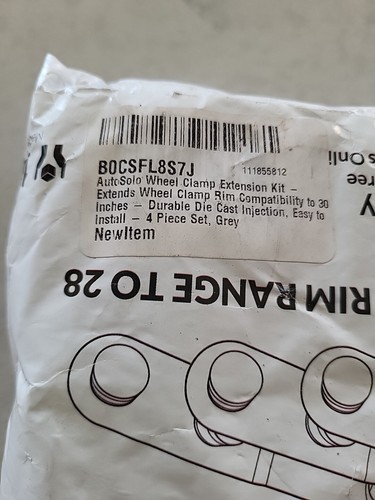 B0CSFL8S7J 111855812
AutoSolo Wheel Clamp Extension Kit –
Extends Wheel Clamp Rim Compatibility to 30
Inches – Durable Die Cast Injection, Easy to
Install – 4 Piece Set, Grey
NewItem
RIM RANGE TO 28